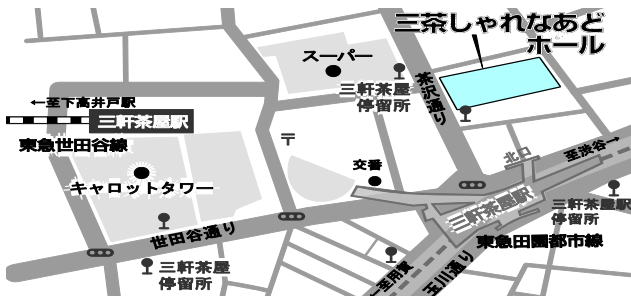 三茶しゃれなあど
ホール
スーパー
三軒茶屋
停留所
茶沢通り
←至下高井戸駅
三軒茶屋駅
東急世田谷線
〒
交番
北口
至渋谷→
キャロットタワー
三軒茶屋駅
三軒茶屋駅
停留所
世田谷通り
東急田園都市線
三軒茶屋
停留所
←至用賀
玉川通り